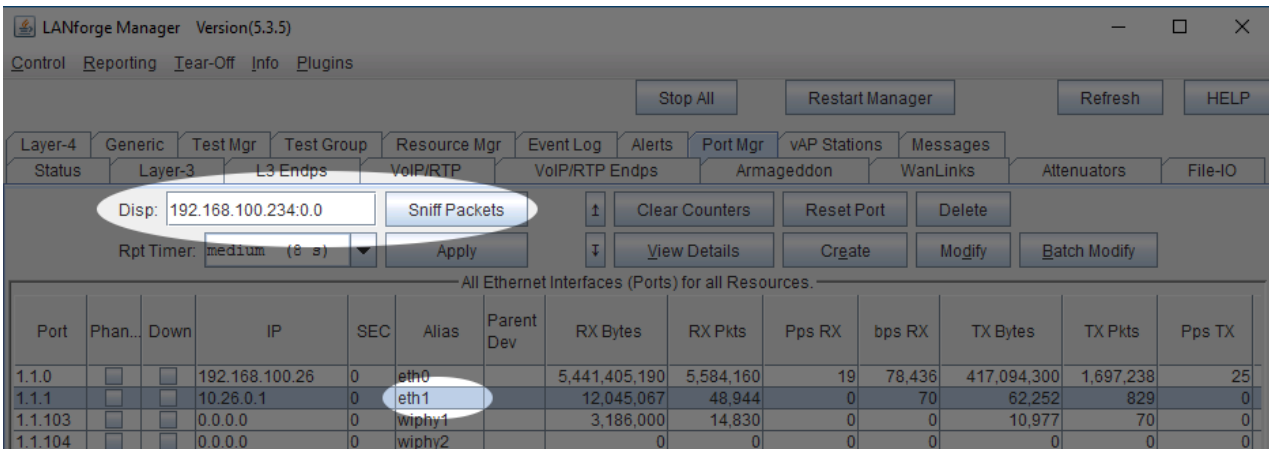 LANforge Manager Version(5.3.5)
Control Reporting Tear-Off Info Plugins
Stop All Restart Manager Refresh HELP
Layer-4 Generic Test Mgr Test Group Resource Mgr Event Log Alerts Port Mgr vAP Stations Messages
Status Layer-3 L3 Endps VoIP/RTP VoIP/RTP Endps Armageddon WanLinks Attenuators File-IO
Disp: 192.168.100.234:0.0 Sniff Packets Clear Counters Reset Port Delete
Rpt Timer: medium (8 s) Apply View Details Create Modify Batch Modify
All Ethernet Interfaces (Ports) for all Resources.
Port Phan... Down IP SEC Alias Parent Dev RX Bytes RX Pkts Pps RX bps RX TX Bytes TX Pkts Pps TX
1.1.0 192.168.100.26 0 eth0 5,441,405,190 5,584,160 19 78,436 417,094,300 1,697,238 25
1.1.1 10.26.0.1 0 eth1 12,045,067 48,944 0 70 62,252 829 0
1.1.103 0.0.0.0 0 wiphy1 3,186,000 14,830 0 0 10,977 70 0
1.1.104 0.0.0.0 0 wiphy2 0 0 0 0 0 0 0